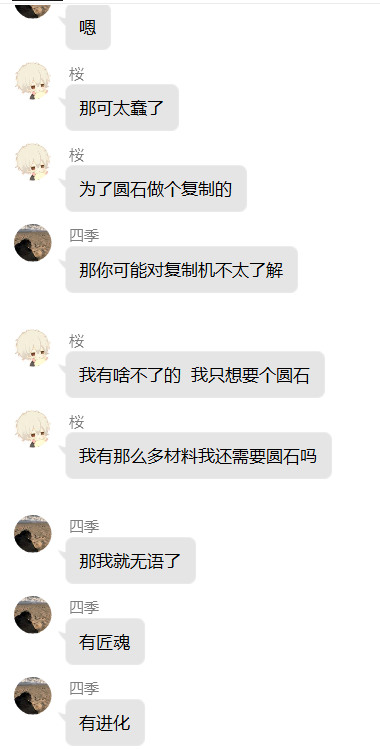 嗯
桜
那可太蠢了
桜
为了圆石做个复制的
四季
那你可能对复制机不太了解
桜
我有啥不了的 我只想要个圆石
桜
我有那么多材料我还需要圆石吗
四季
那我就无语了
四季
有匠魂
四季
有进化